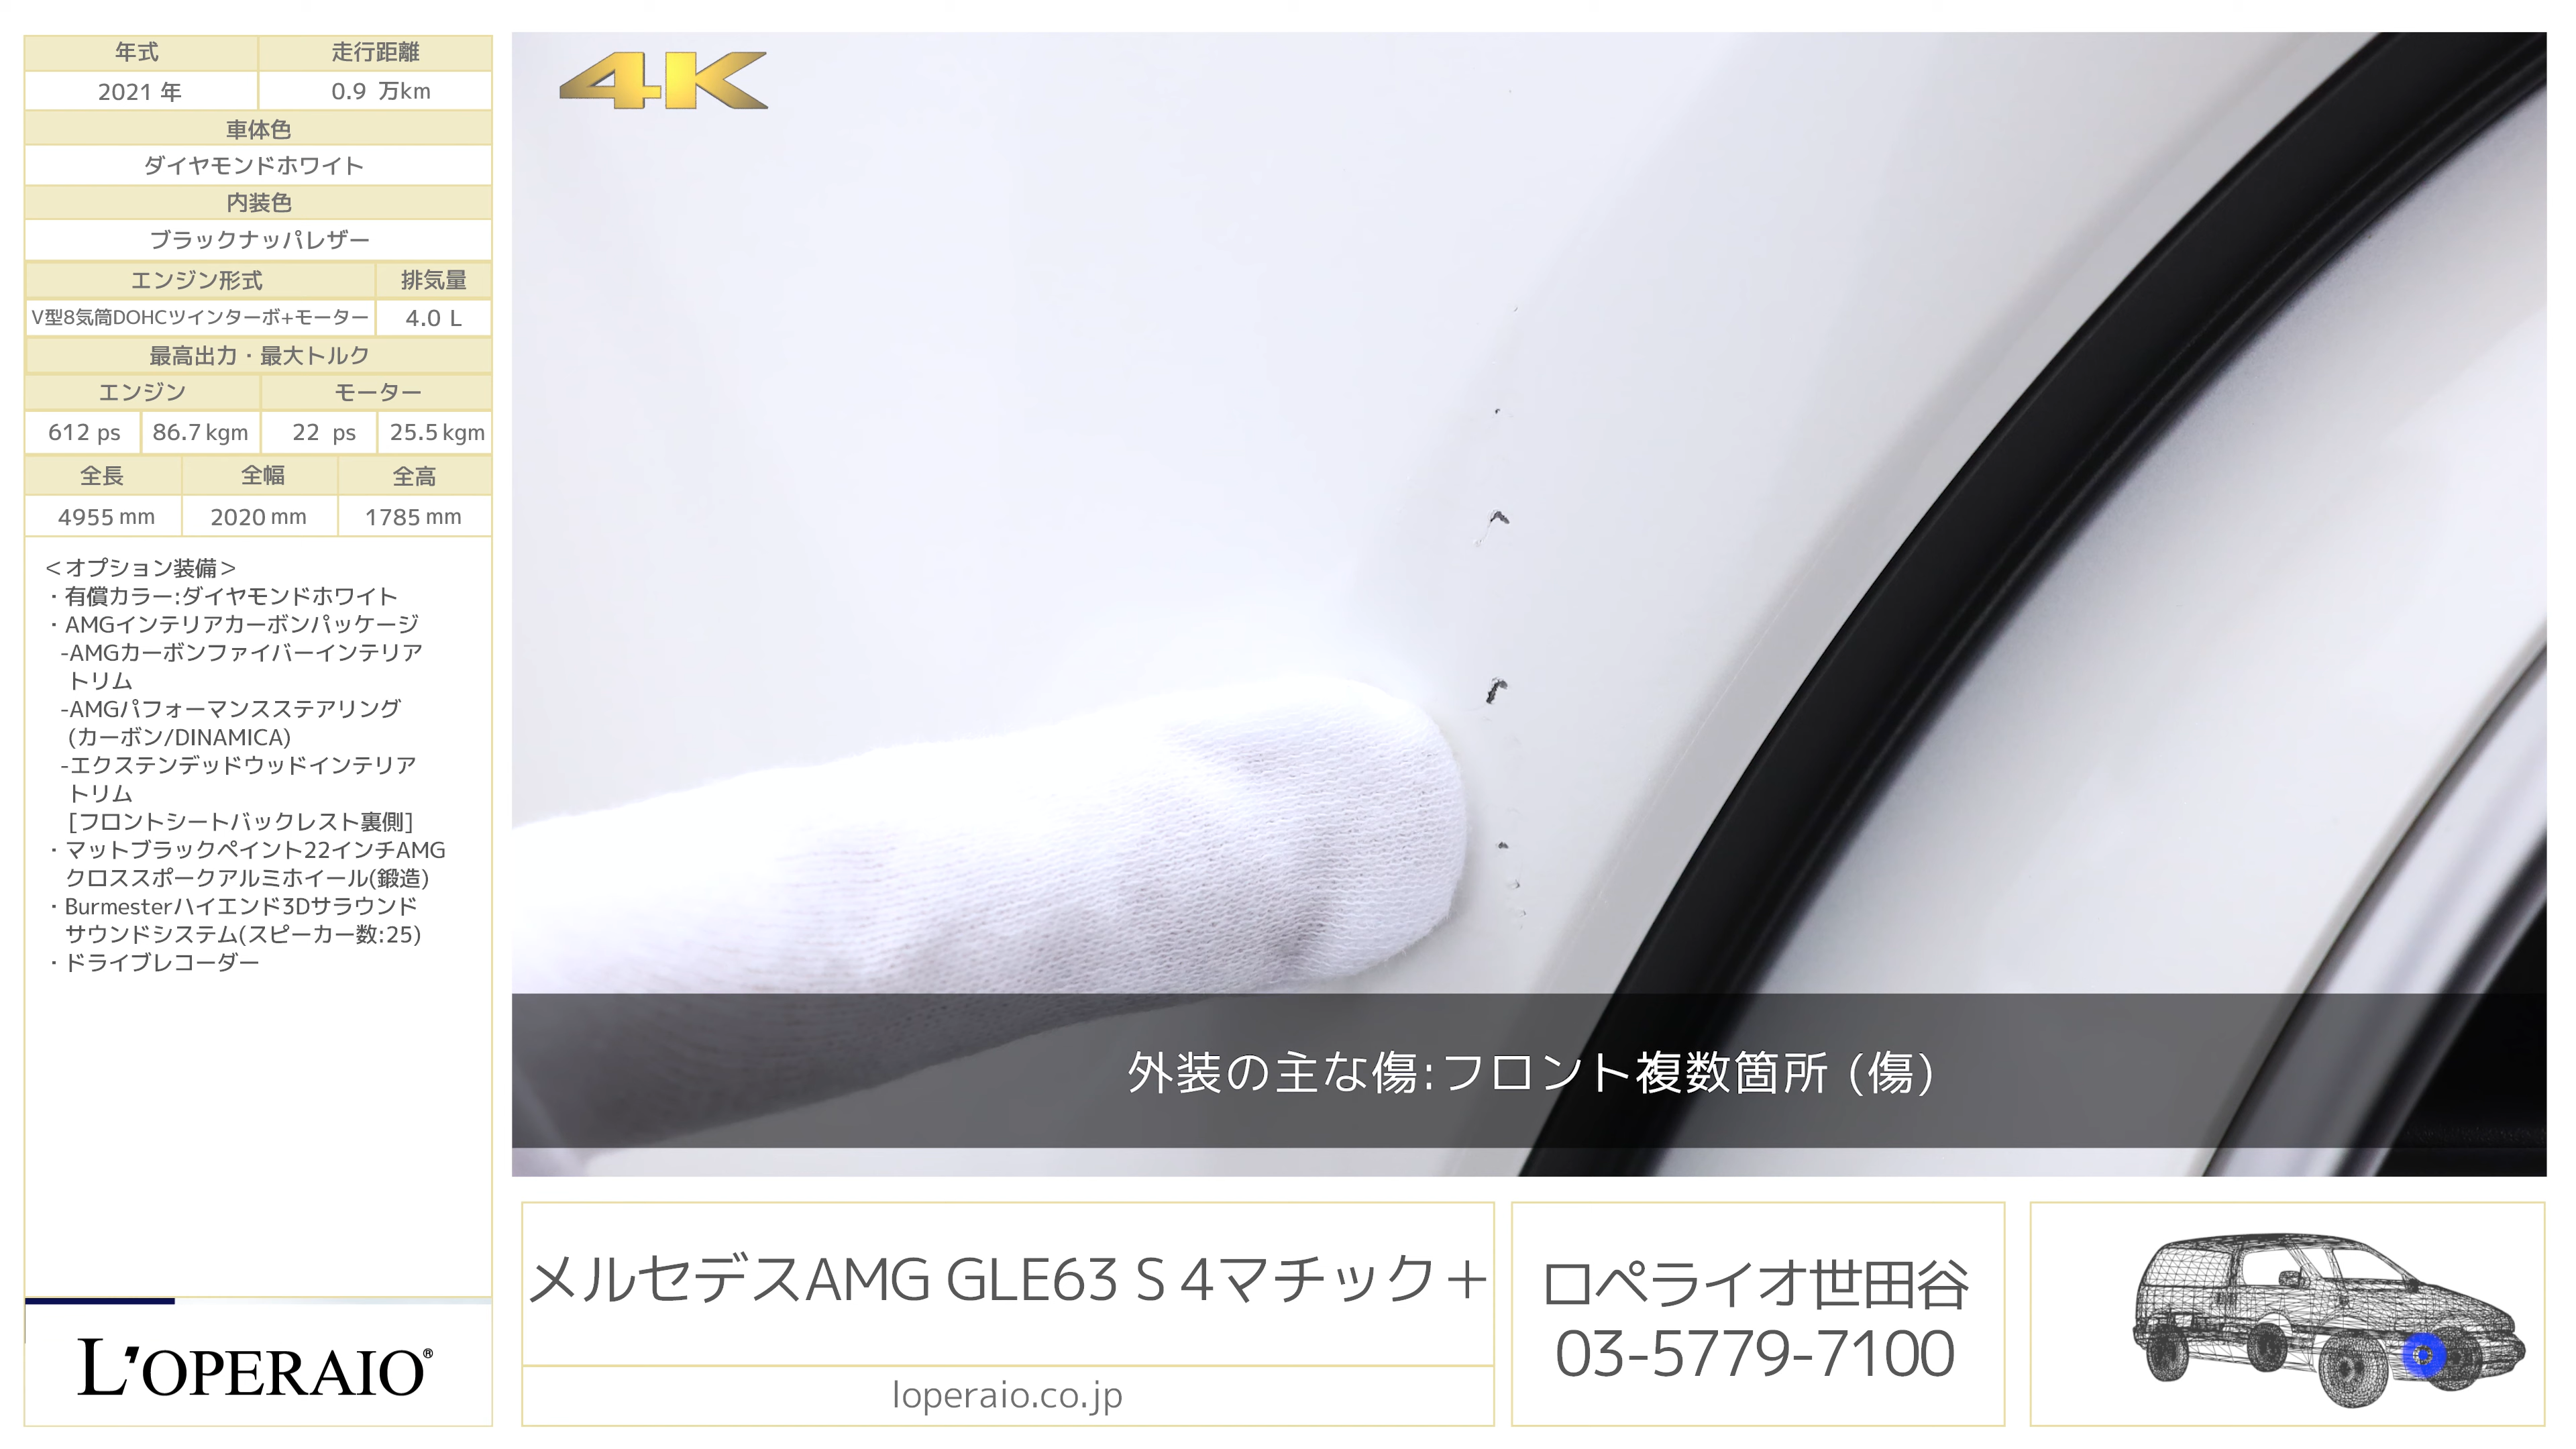 年式 走行距離
2021 年 0.9 万km
車体色
ダイヤモンドホワイト
内装色
ブラックナッパレザー
エンジン形式 排気量
V型8気筒DOHCツインターボ+モーター 4.0 L
最高出力・最大トルク
エンジン モーター
612 ps 86.7 kgm 22 ps 25.5 kgm
全長 全幅 全高
4955 mm 2020 mm 1785 mm
＜オプション装備＞
・有償カラー:ダイヤモンドホワイト
・AMGインテリアカーボンパッケージ
-AMGカーボンファイバーインテリア
トリム
-AMGパフォーマンスステアリング
(カーボン/DINAMICA)
-エクステンデッドウッドインテリア
トリム
[フロントシートバックレスト裏側]
・マットブラックペイント22インチAMG
クロススポークアルミホイール(鍛造)
・Burmesterハイエンド3Dサラウンド
サウンドシステム(スピーカー数:25)
・ドライブレコーダー
L'OPERAIO®
4K
外装の主な傷:フロント複数箇所 (傷)
メルセデスAMG GLE63 S 4マチック＋
loperaio.co.jp
ロペライオ世田谷
03-5779-7100